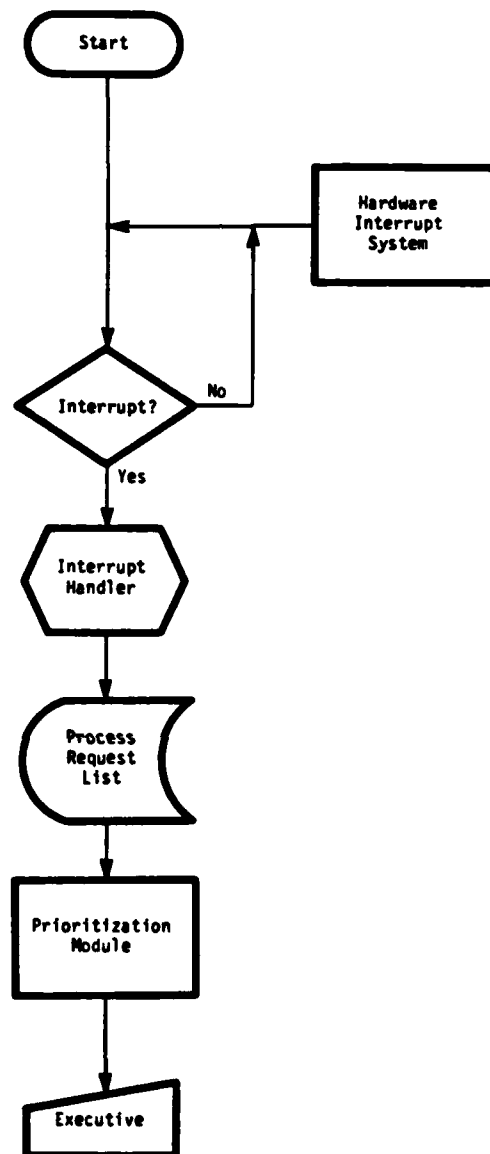 Start
Hardware
Interrupt
System
No
Interrupt?
Yes
Interrupt
Handler
Process
Request
List
Prioritization
Module
Executive